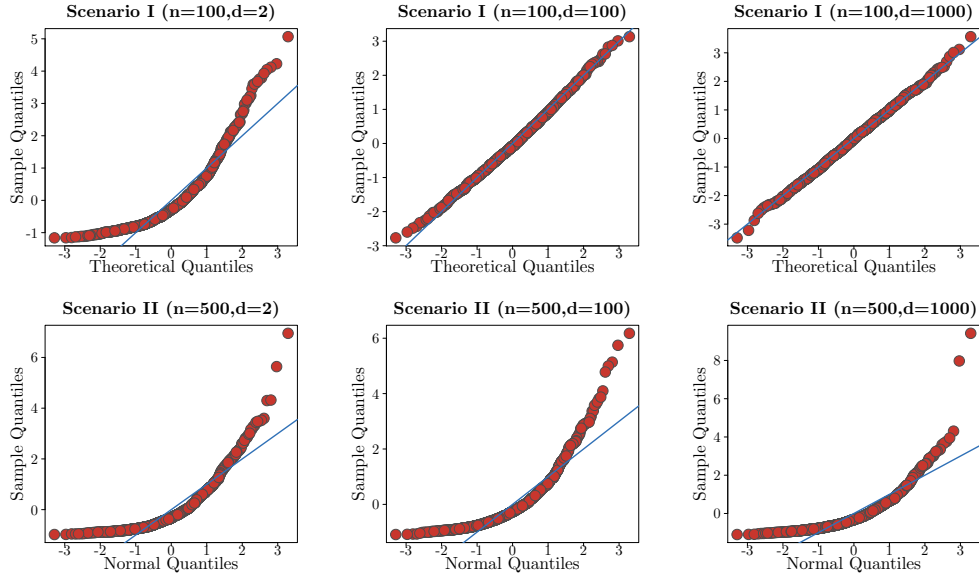 Scenario I (n=100,d=2)
Sample Quantiles
5
4
3
2
1
0
-1
-3 -2 -1 0 1 2 3
Theoretical Quantiles
Scenario I (n=100,d=100)
Sample Quantiles
3
2
1
0
-1
-2
-3
-3 -2 -1 0 1 2 3
Theoretical Quantiles
Scenario I (n=100,d=1000)
Sample Quantiles
3
2
1
0
-1
-2
-3
-3 -2 -1 0 1 2 3
Theoretical Quantiles
Scenario II (n=500,d=2)
Sample Quantiles
6
4
2
0
-3 -2 -1 0 1 2 3
Normal Quantiles
Scenario II (n=500,d=100)
Sample Quantiles
6
4
2
0
-3 -2 -1 0 1 2 3
Normal Quantiles
Scenario II (n=500,d=1000)
Sample Quantiles
8
6
4
2
0
-3 -2 -1 0 1 2 3
Normal Quantiles